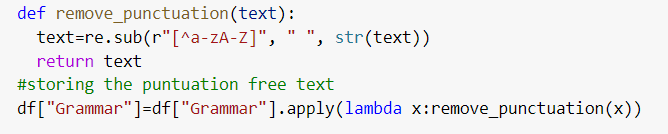 def remove_punctuation(text):
  text=re.sub(r"[^a-zA-Z]", " ", str(text))
  return text
#storing the puntuation free text
df["Grammar"]=df["Grammar"].apply(lambda x:remove_punctuation(x))